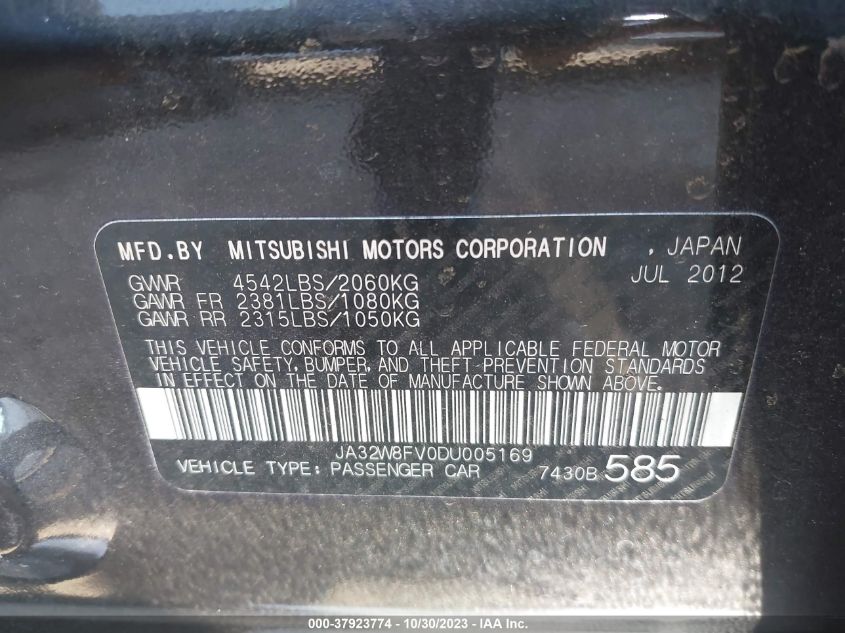 MFD.BY MITSUBISHI MOTORS CORPORATION , JAPAN
JUL 2012
GVWR 4542LBS/2060KG
GAWR FR 2381LBS/1080KG
GAWR RR 2315LBS/1050KG
THIS VEHICLE CONFORMS TO ALL APPLICABLE FEDERAL MOTOR
VEHICLE SAFETY, BUMPER, AND THEFT-PREVENTION STANDARDS
IN EFFECT ON THE DATE OF MANUFACTURE SHOWN ABOVE.
JA32W8FV0DU005169
VEHICLE TYPE: PASSENGER CAR 7430B 585
000-37923774 - 10/30/2023 - IAA Inc.